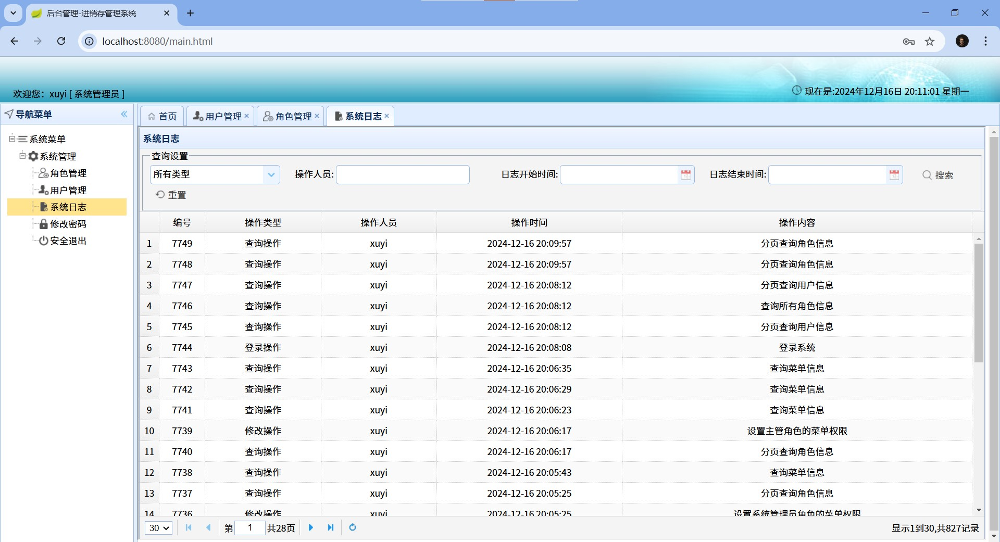 后台管理-进销存管理系统
localhost:8080/main.html
欢迎您：xuyi [ 系统管理员 ]
现在是:2024年12月16日 20:11:01 星期一
导航菜单
首页 用户管理 角色管理 系统日志
系统菜单
系统管理
角色管理
用户管理
系统日志
修改密码
安全退出
系统日志
查询设置
所有类型 操作人员: 日志开始时间: 日志结束时间: 搜索
重置
编号 操作类型 操作人员 操作时间 操作内容
1 7749 查询操作 xuyi 2024-12-16 20:09:57 分页查询角色信息
2 7748 查询操作 xuyi 2024-12-16 20:09:57 分页查询角色信息
3 7747 查询操作 xuyi 2024-12-16 20:08:12 分页查询用户信息
4 7746 查询操作 xuyi 2024-12-16 20:08:12 查询所有角色信息
5 7745 查询操作 xuyi 2024-12-16 20:08:12 分页查询用户信息
6 7744 登录操作 xuyi 2024-12-16 20:08:08 登录系统
7 7743 查询操作 xuyi 2024-12-16 20:06:35 查询菜单信息
8 7742 查询操作 xuyi 2024-12-16 20:06:29 查询菜单信息
9 7741 查询操作 xuyi 2024-12-16 20:06:23 查询菜单信息
10 7739 修改操作 xuyi 2024-12-16 20:06:17 设置主管角色的菜单权限
11 7740 查询操作 xuyi 2024-12-16 20:06:17 分页查询角色信息
12 7738 查询操作 xuyi 2024-12-16 20:05:43 查询菜单信息
13 7737 查询操作 xuyi 2024-12-16 20:05:25 分页查询角色信息
14 7736 修改操作 xuyi 2024-12-16 20:05:25 设置系统管理员角色的菜单权限
30 第 1 共28页 显示1到30,共827记录